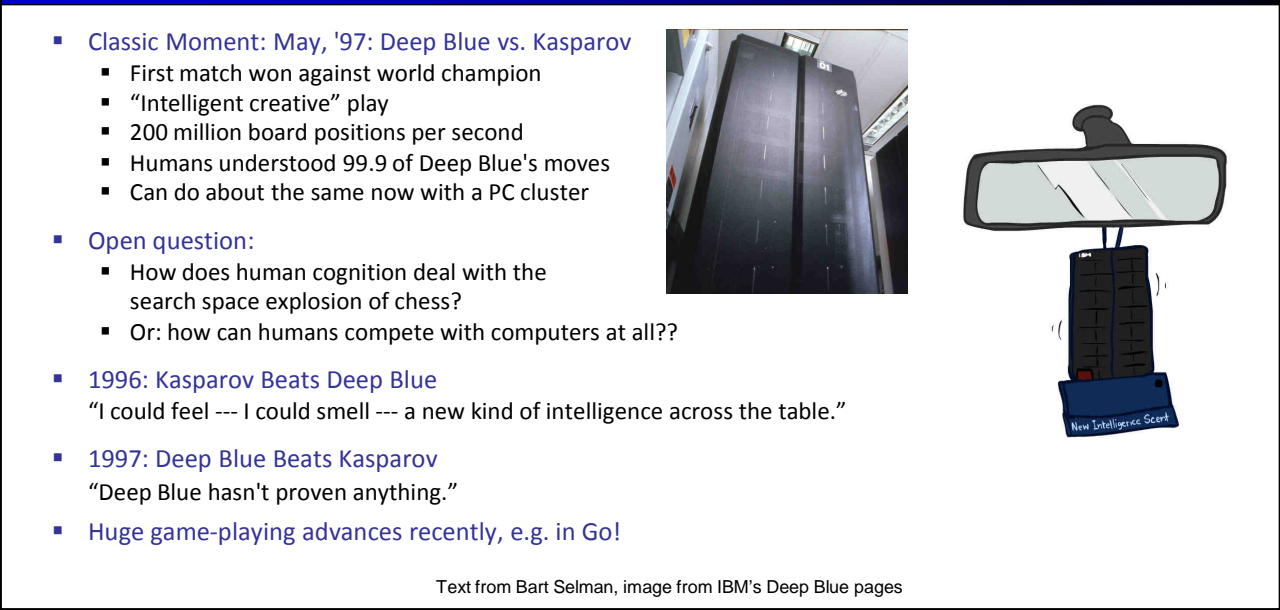 ▪ Classic Moment: May, '97: Deep Blue vs. Kasparov
▪ First match won against world champion
▪ “Intelligent creative” play
▪ 200 million board positions per second
▪ Humans understood 99.9 of Deep Blue's moves
▪ Can do about the same now with a PC cluster
▪ Open question:
▪ How does human cognition deal with the
search space explosion of chess?
▪ Or: how can humans compete with computers at all??
▪ 1996: Kasparov Beats Deep Blue
“I could feel --- I could smell --- a new kind of intelligence across the table.”
▪ 1997: Deep Blue Beats Kasparov
“Deep Blue hasn't proven anything.”
▪ Huge game-playing advances recently, e.g. in Go!
Text from Bart Selman, image from IBM’s Deep Blue pages
01
IBM
New Intelligence Scent